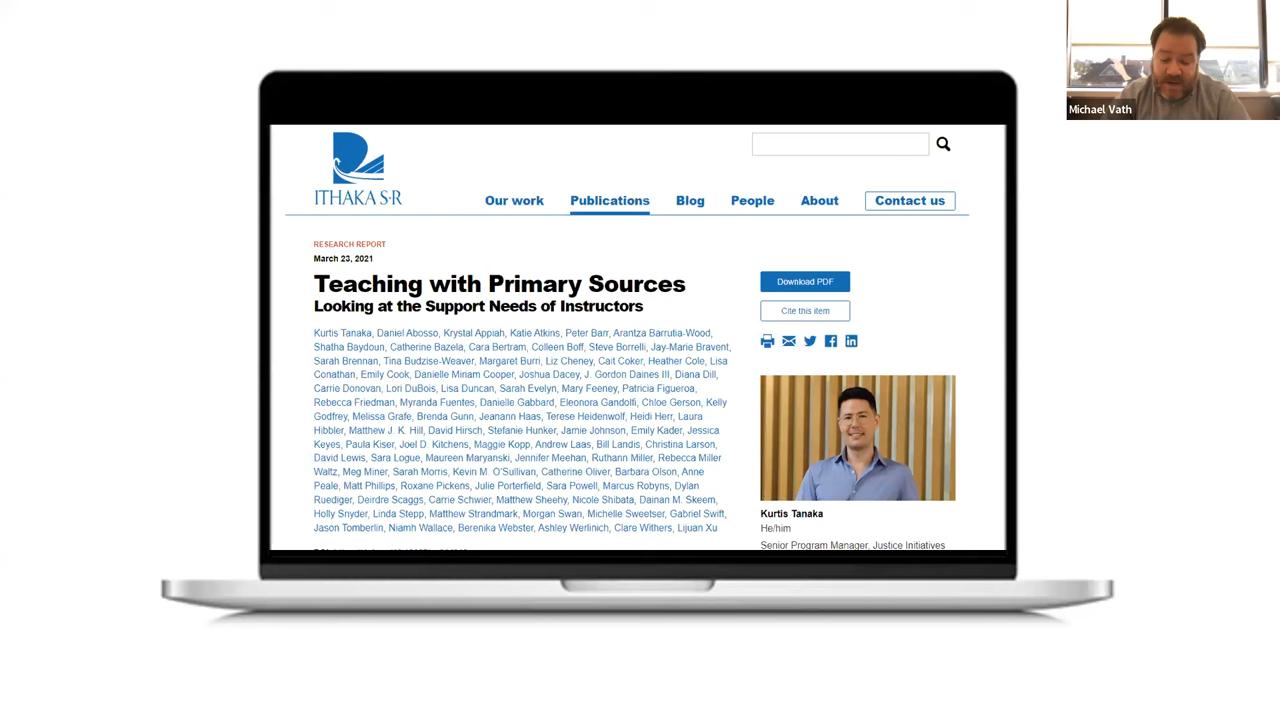 Michael Vath
ITHAKA S·R
Our work
Publications
Blog
People
About
Contact us
RESEARCH REPORT
March 23, 2021
Teaching with Primary Sources
Looking at the Support Needs of Instructors
Kurtis Tanaka, Daniel Abosso, Krystal Appiah, Katie Atkins, Peter Barr, Arantza Barrutia-Wood,
Shatha Baydoun, Catherine Bazela, Cara Bertram, Colleen Boff, Steve Borrelli, Jay-Marie Bravent,
Sarah Brennan, Tina Budzise-Weaver, Margaret Burri, Liz Cheney, Cait Coker, Heather Cole, Lisa
Conathan, Emily Cook, Danielle Miriam Cooper, Joshua Dacey, J. Gordon Daines III, Diana Dill,
Carrie Donovan, Lori DuBois, Lisa Duncan, Sarah Evelyn, Mary Feeney, Patricia Figueroa,
Rebecca Friedman, Myranda Fuentes, Danielle Gabbard, Eleonora Gandolfi, Chloe Gerson, Kelly
Godfrey, Melissa Grafe, Brenda Gunn, Jeanann Haas, Terese Heidenwolf, Heidi Herr, Laura
Hibbler, Matthew J. K. Hill, David Hirsch, Stefanie Hunker, Jamie Johnson, Emily Kader, Jessica
Keyes, Paula Kiser, Joel D. Kitchens, Maggie Kopp, Andrew Laas, Bill Landis, Christina Larson,
David Lewis, Sara Logue, Maureen Maryanski, Jennifer Meehan, Ruthann Miller, Rebecca Miller
Waltz, Meg Miner, Sarah Morris, Kevin M. O'Sullivan, Catherine Oliver, Barbara Olson, Anne
Peale, Matt Phillips, Roxane Pickens, Julie Porterfield, Sara Powell, Marcus Robyns, Dylan
Ruediger, Deirdre Scaggs, Carrie Schwier, Matthew Sheehy, Nicole Shibata, Dainan M. Skeem,
Holly Snyder, Linda Stepp, Matthew Strandmark, Morgan Swan, Michelle Sweetser, Gabriel Swift,
Jason Tomberlin, Niamh Wallace, Berenika Webster, Ashley Werlinich, Clare Withers, Lijuan Xu
Download PDF
Cite this item
Kurtis Tanaka
He/him
Senior Program Manager, Justice Initiatives